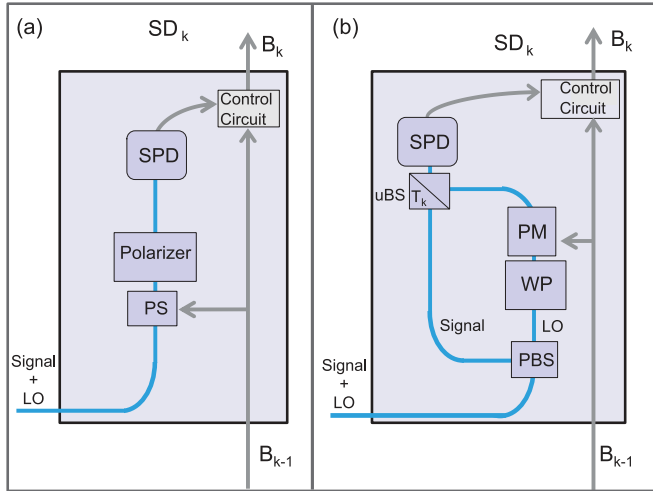 (a)
SD k
B k
Control
Circuit
SPD
Polarizer
PS
Signal
+
LO
B k-1
(b)
SD k
B k
Control
Circuit
SPD
uBS
T k
PM
WP
Signal
LO
PBS
Signal
+
LO
B k-1